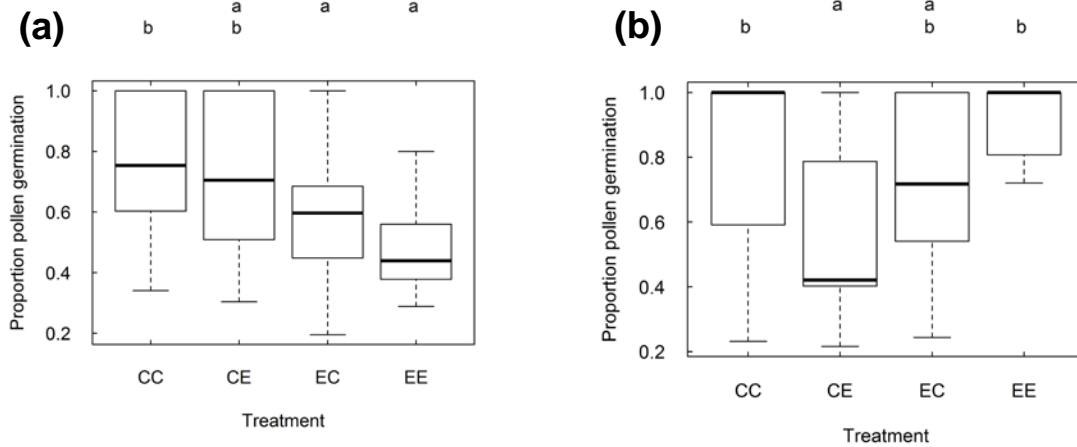 (a)
a a a
b b
Proportion pollen germination
1.0
0.8
0.6
0.4
0.2
CC CE EC EE
Treatment
(b)
a a
b b b
Proportion pollen germination
1.0
0.8
0.6
0.4
0.2
CC CE EC EE
Treatment